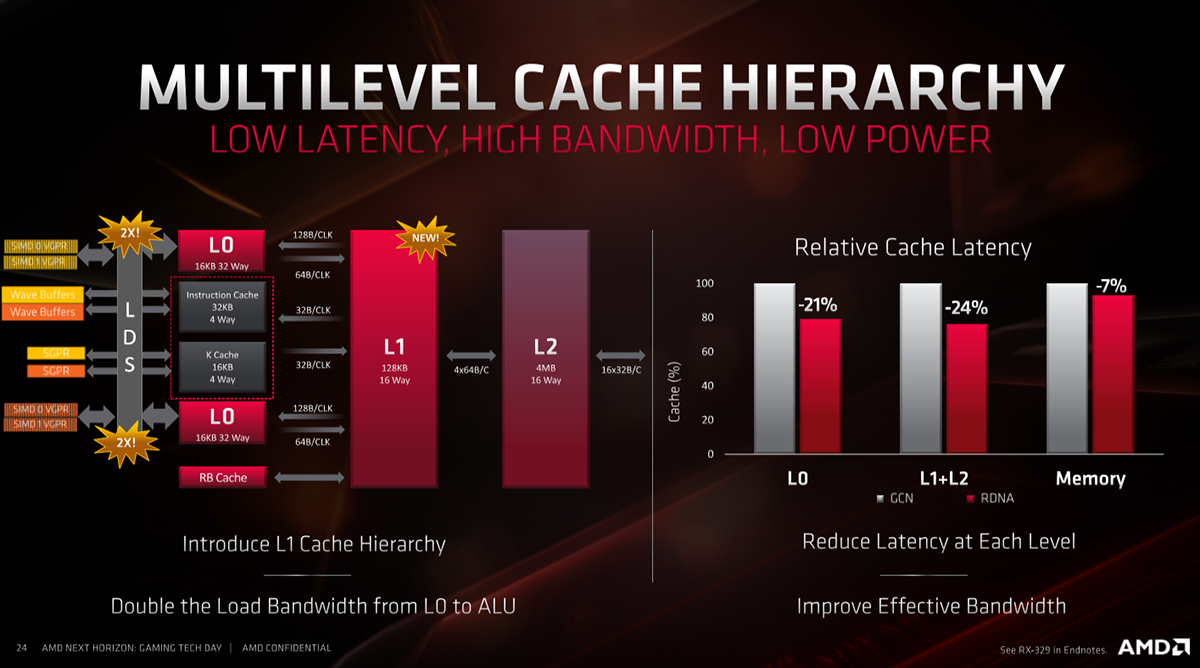 MULTILEVEL CACHE HIERARCHY
LOW LATENCY, HIGH BANDWIDTH, LOW POWER
2X!
SIMD 0 VGPR
SIMD 1 VGPR
Wave Buffers
Wave Buffers
SGPR
SGPR
SIMD 0 VGPR
SIMD 1 VGPR
2X!
L
D
S
L0
16KB 32 Way
Instruction Cache
32KB
4 Way
K Cache
16KB
4 Way
L0
16KB 32 Way
RB Cache
128B/CLK
64B/CLK
32B/CLK
32B/CLK
128B/CLK
64B/CLK
NEW!
L1
128KB
16 Way
4x64B/C
L2
4MB
16 Way
16x32B/C
Introduce L1 Cache Hierarchy
Double the Load Bandwidth from L0 to ALU
Relative Cache Latency
Cache (%)
100
80
60
40
20
0
-21%
-24%
-7%
L0
L1+L2
Memory
GCN
RDNA
Reduce Latency at Each Level
Improve Effective Bandwidth
24 AMD NEXT HORIZON: GAMING TECH DAY | AMD CONFIDENTIAL
See RX-329 in Endnotes.
AMD